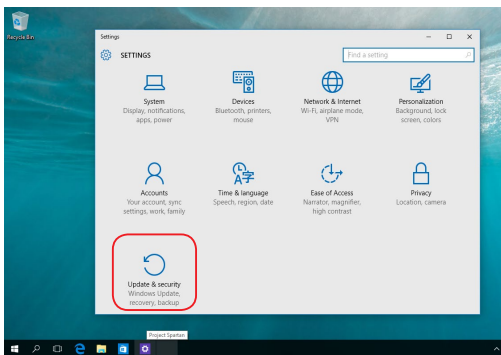 Recycle Bin
Settings
SETTINGS
Find a setting
System
Display, notifications,
apps, power
Devices
Bluetooth, printers,
mouse
Network & Internet
Wi-Fi, airplane mode,
VPN
Personalization
Background, lock
screen, colors
Accounts
Your account, sync
settings, work, family
Time & language
Speech, region, date
Ease of Access
Narrator, magnifier,
high contrast
Privacy
Location, camera
Update & security
Windows Update,
recovery, backup
Project Spartan